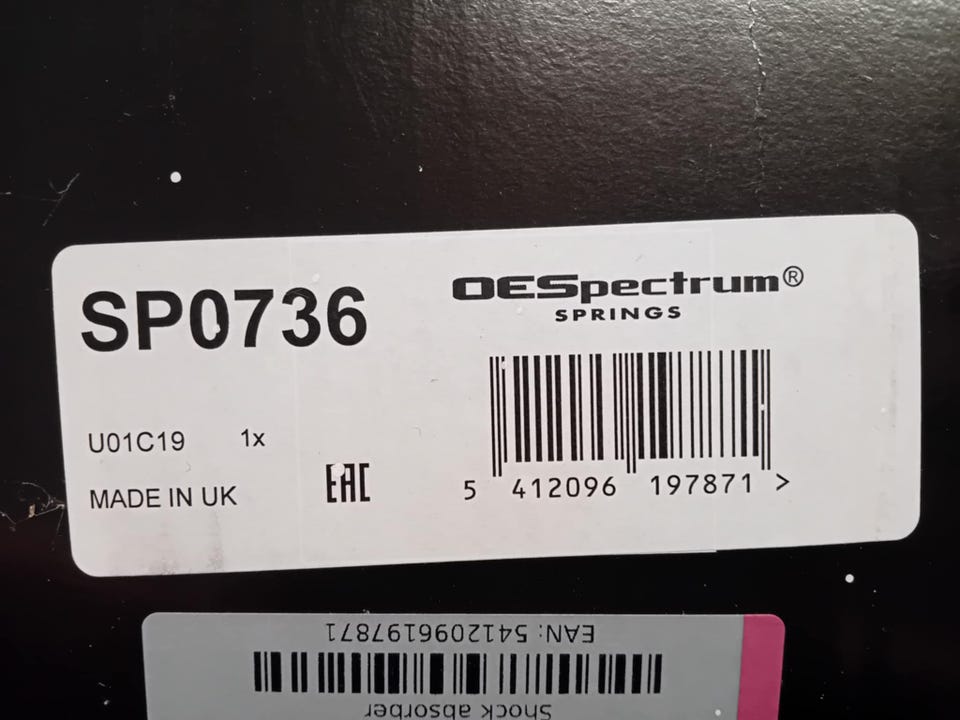 SP0736
OESpectrum®
SPRINGS
U01C19 1x
MADE IN UK
EAC
5 412096 197871 >
EAN: 5412096197871
Shock absorber